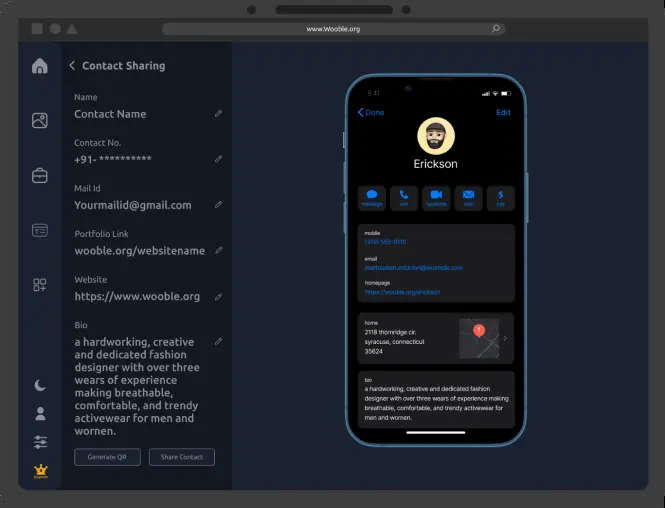 www.Wooble.org
Contact Sharing
Name
Contact Name
Contact No.
+91- **********
Mail Id
Yourmailid@gmail.com
Portfolio Link
wooble.org/websitename
Website
https://www.wooble.org
Bio
a hardworking, creative
and dedicated fashion
designer with over three
wears of experience
making breathable,
comfortable, and trendy
activewear for men and
wornen.
Generate QR
Share Contact
9:41
Done
Edit
Erickson
message
call
facetime
mail
pay
mobile
email
homepage
https://wooble.org/erickson
home
2118 thornridge cir.
syracuse, connecticut
35624
bio
a hardworking, creative and dedicated fashion
designer with over three wears of experience making
breathable, comfortable, and trendy activewear for
men and women.